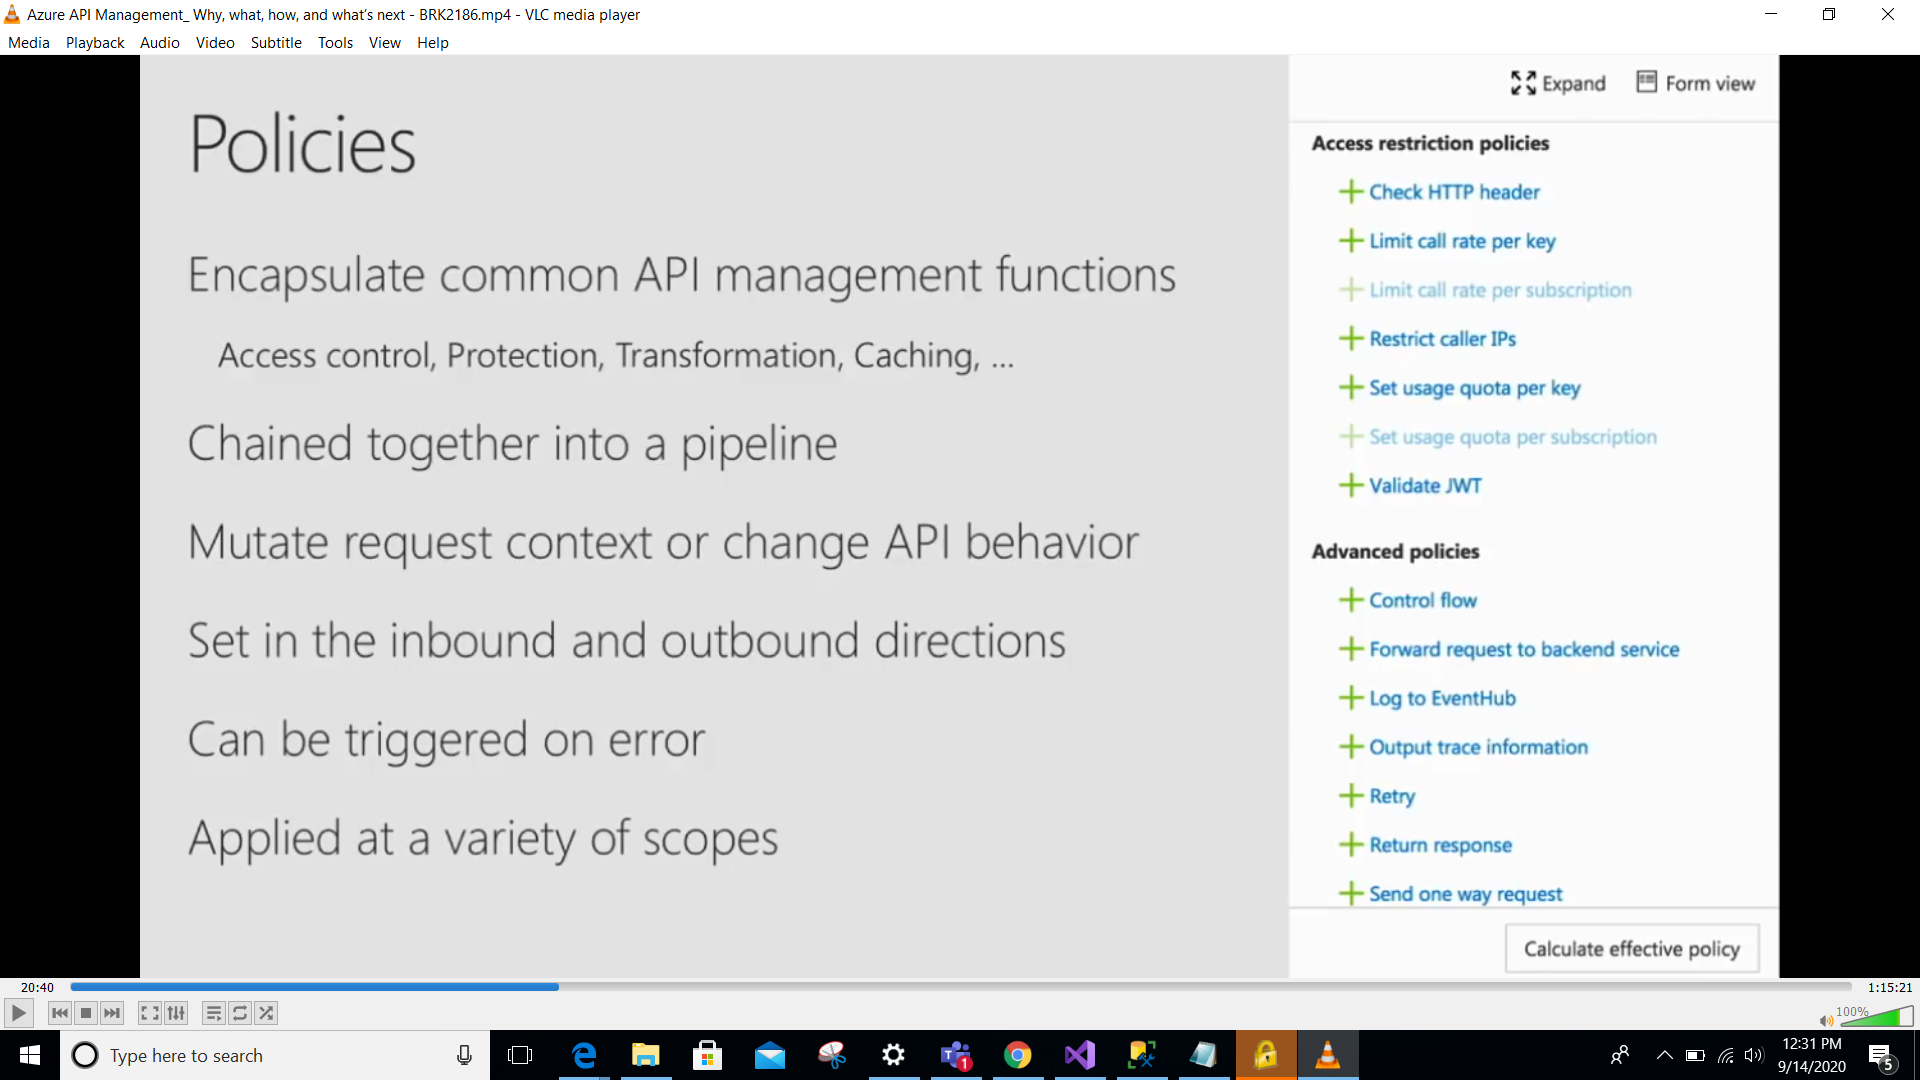 Azure API Management_ Why, what, how, and what's next - BRK2186.mp4 - VLC media player
Media Playback Audio Video Subtitle Tools View Help
Policies
Encapsulate common API management functions
Access control, Protection, Transformation, Caching, ...
Chained together into a pipeline
Mutate request context or change API behavior
Set in the inbound and outbound directions
Can be triggered on error
Applied at a variety of scopes
Expand Form view
Access restriction policies
Check HTTP header
Limit call rate per key
Limit call rate per subscription
Restrict caller IPs
Set usage quota per key
Set usage quota per subscription
Validate JWT
Advanced policies
Control flow
Forward request to backend service
Log to EventHub
Output trace information
Retry
Return response
Send one way request
Calculate effective policy
20:40 1:15:21
100%
Type here to search
1
12:31 PM
9/14/2020
5